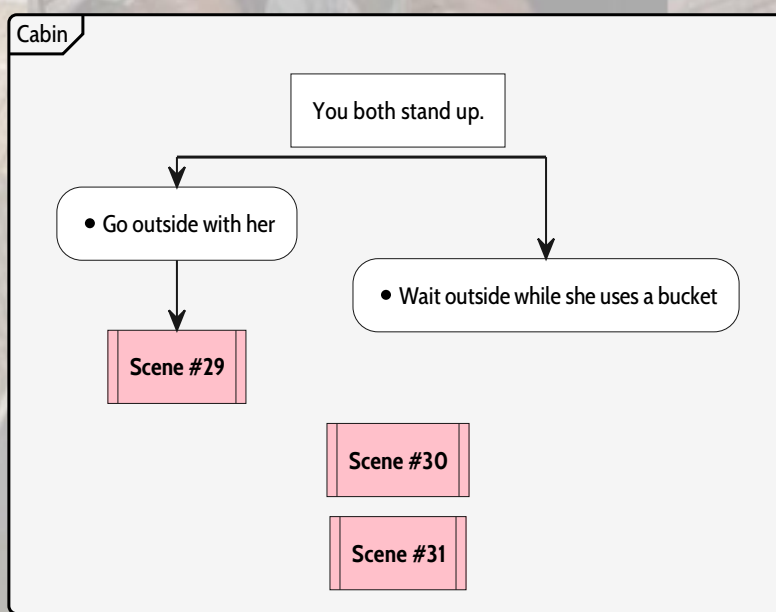 Cabin
You both stand up.
• Go outside with her
• Wait outside while she uses a bucket
Scene #29
Scene #30
Scene #31